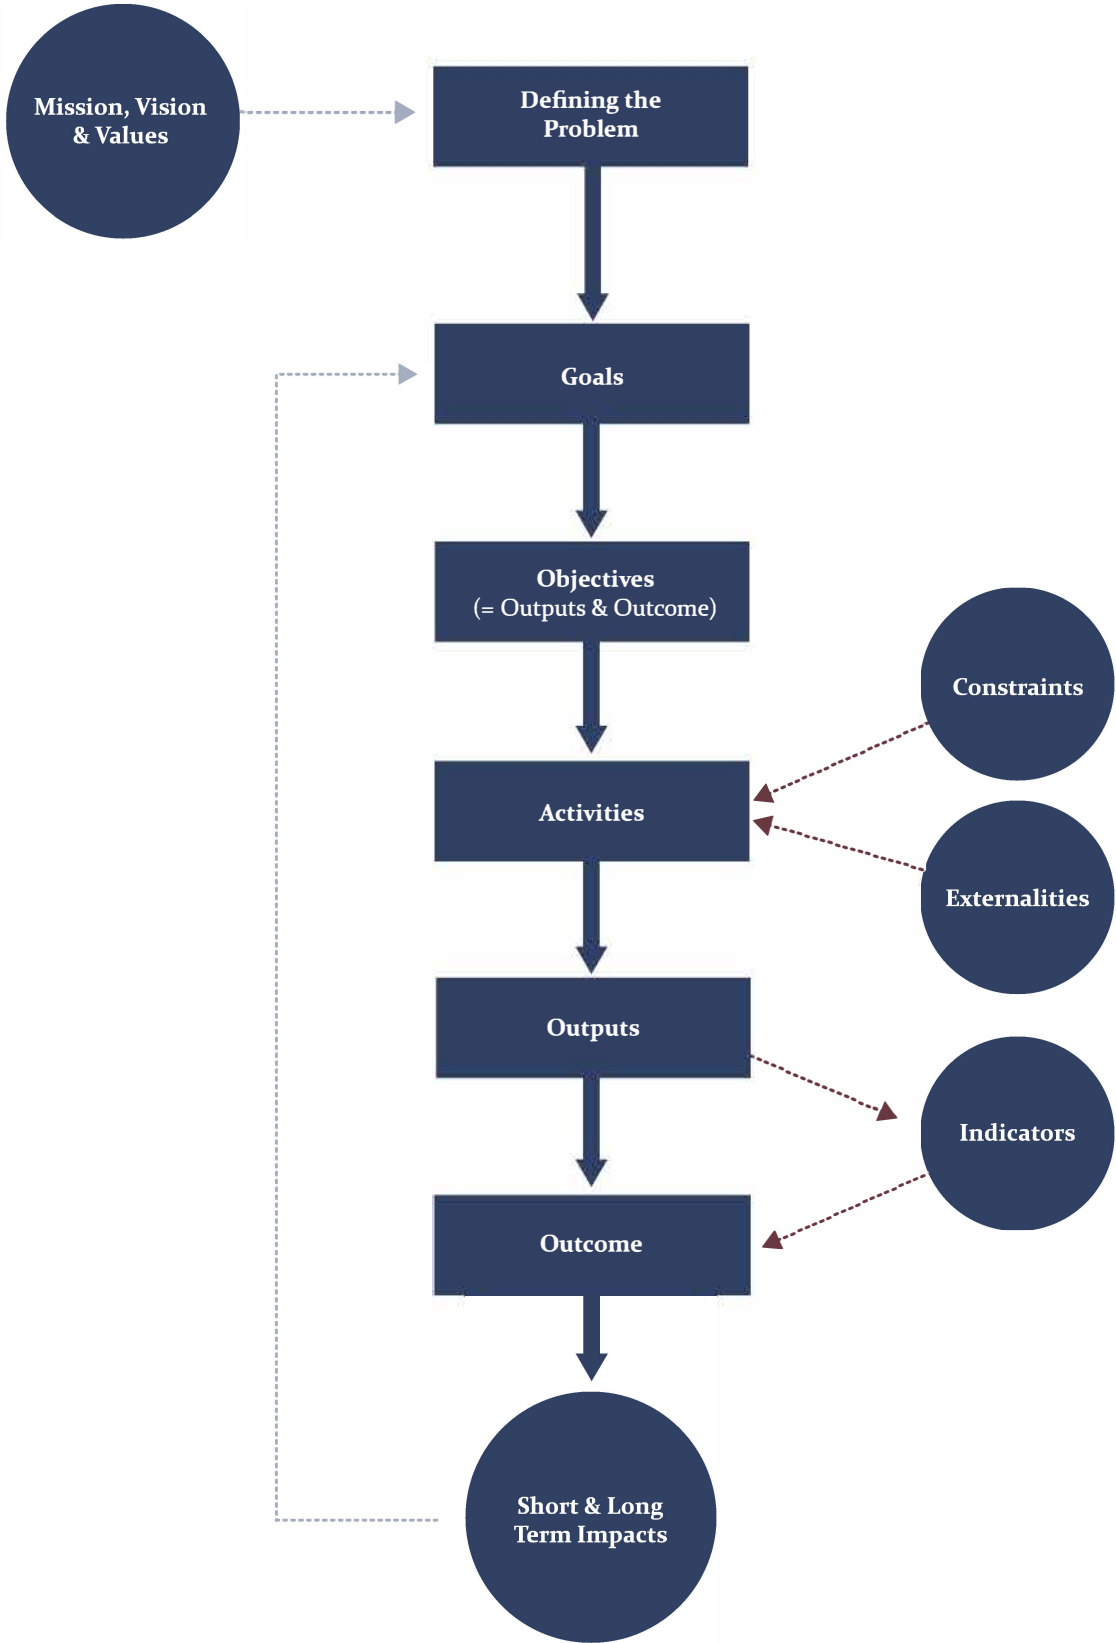 Mission, Vision
& Values
Defining the
Problem
Goals
Objectives
(= Outputs & Outcome)
Constraints
Activities
Externalities
Outputs
Indicators
Outcome
Short & Long
Term Impacts